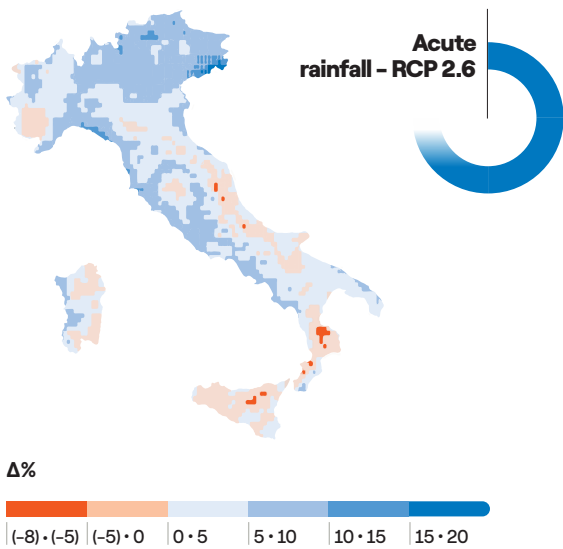 Acute
rainfall – RCP 2.6
Δ%
(–8) • (–5) (–5) • 0 0 • 5 5 • 10 10 • 15 15 • 20